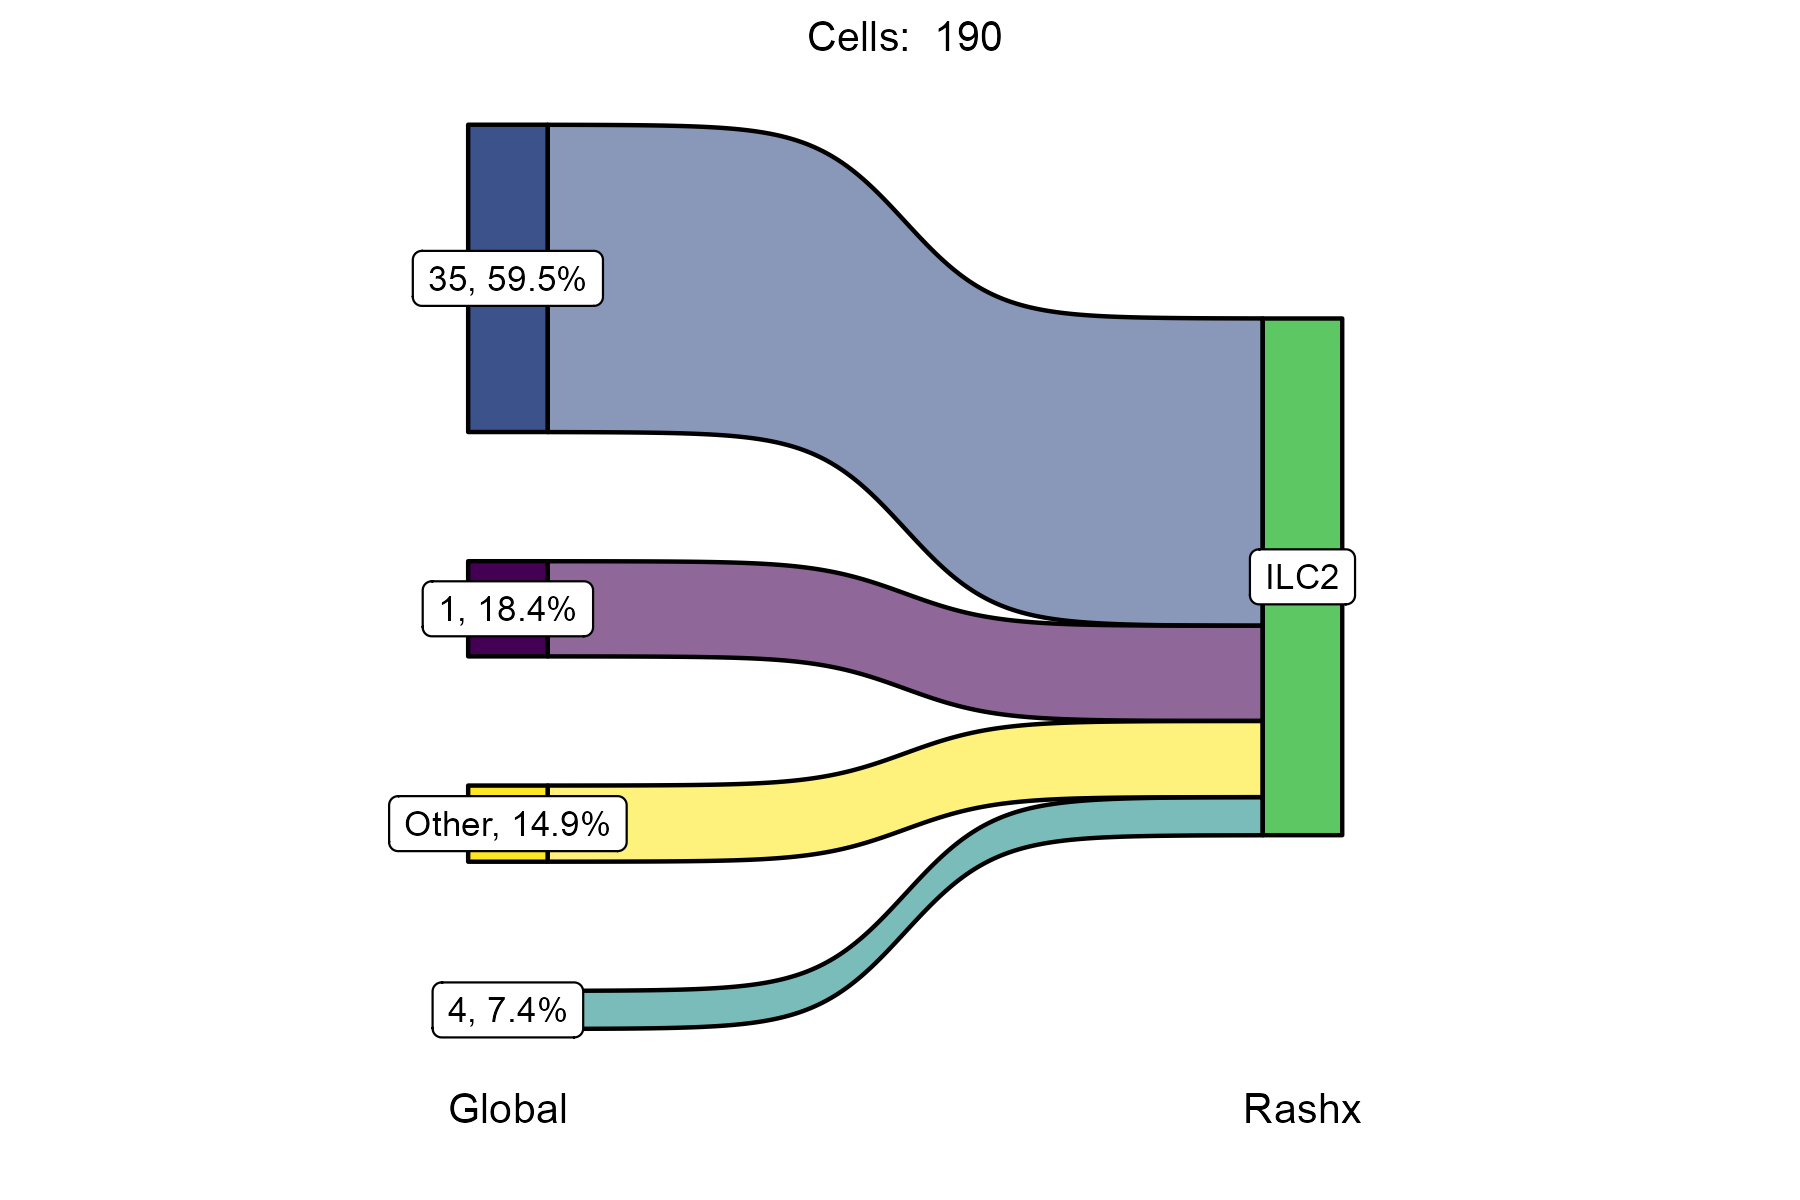 Cells:  190
35, 59.5%
ILC2
1, 18.4%
Other, 14.9%
4, 7.4%
Global
Rashx